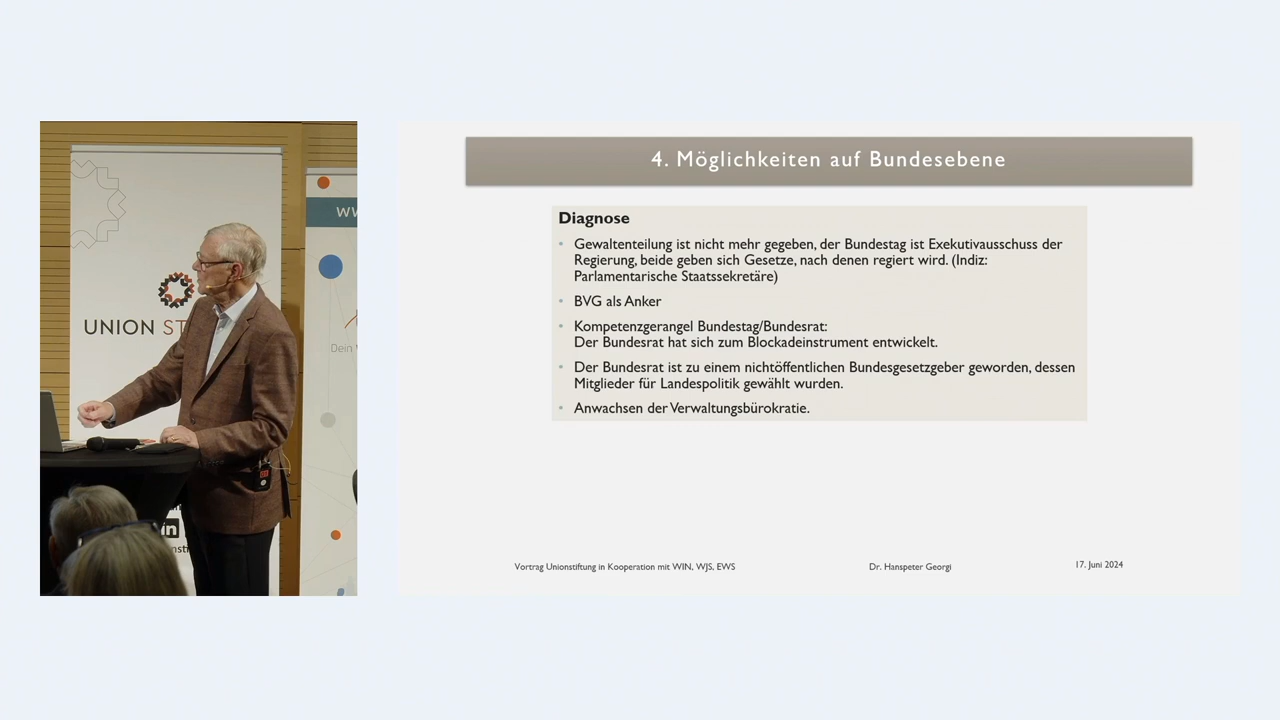 4. Möglichkeiten auf Bundesebene
Diagnose
• Gewaltenteilung ist nicht mehr gegeben, der Bundestag ist Exekutivausschuss der
Regierung, beide geben sich Gesetze, nach denen regiert wird. (Indiz:
Parlamentarische Staatssekretäre)
• BVG als Anker
• Kompetenzgerangel Bundestag/Bundesrat:
Der Bundesrat hat sich zum Blockadeinstrument entwickelt.
• Der Bundesrat ist zu einem nichtöffentlichen Bundesgesetzgeber geworden, dessen
Mitglieder für Landespolitik gewählt wurden.
• Anwachsen der Verwaltungsbürokratie.
Vortrag Unionstiftung in Kooperation mit WIN, WJS, EWS
Dr. Hanspeter Georgi
17. Juni 2024
UNION ST
Dein
in